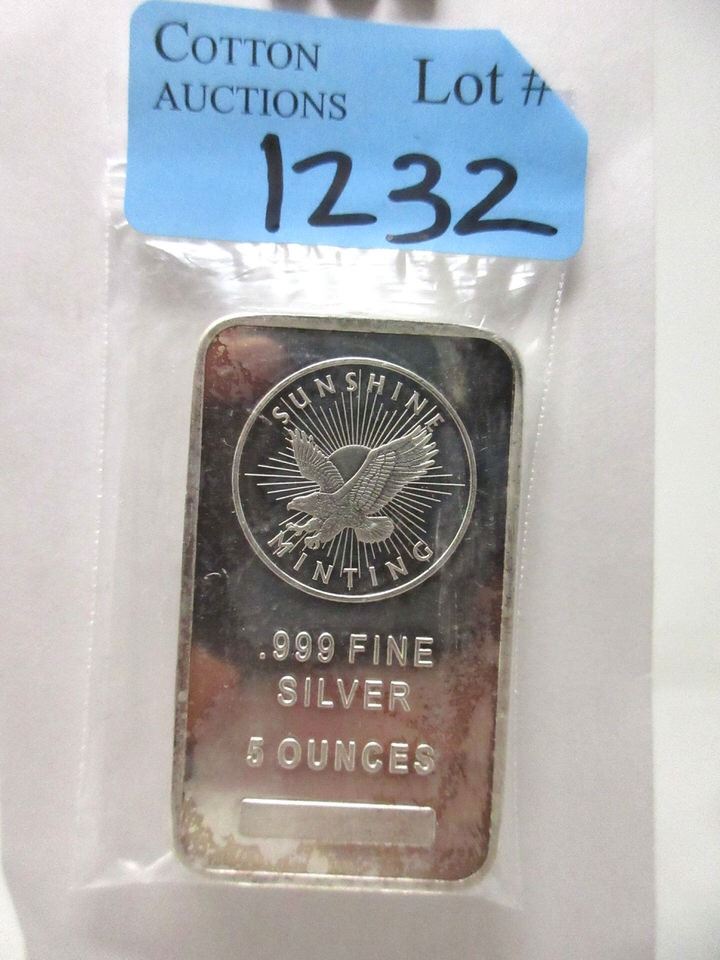 COTTON
AUCTIONS
Lot #
1232
SUNSHINE
MINTING
.999 FINE
SILVER
5 OUNCES